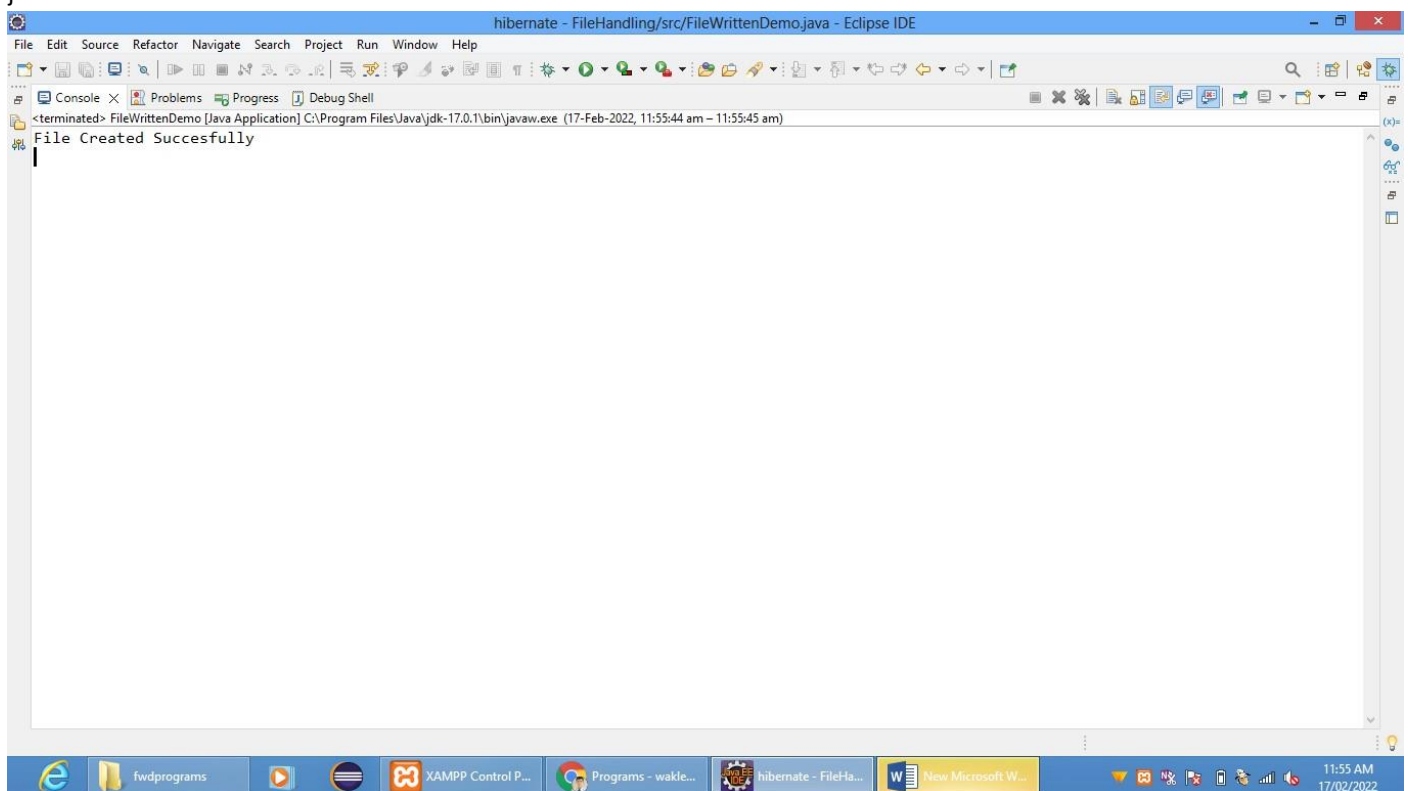 hibernate - FileHandling/src/FileWrittenDemo.java - Eclipse IDE
File Edit Source Refactor Navigate Search Project Run Window Help
Console Problems Progress Debug Shell
<terminated> FileWrittenDemo [Java Application] C:\Program Files\Java\jdk-17.0.1\bin\javaw.exe (17-Feb-2022, 11:55:44 am – 11:55:45 am)
(x)=
File Created Succesfully
fwdprograms XAMPP Control P... Programs - wakle... hibernate - FileHa... New Microsoft W...
11:55 AM
17/02/2022